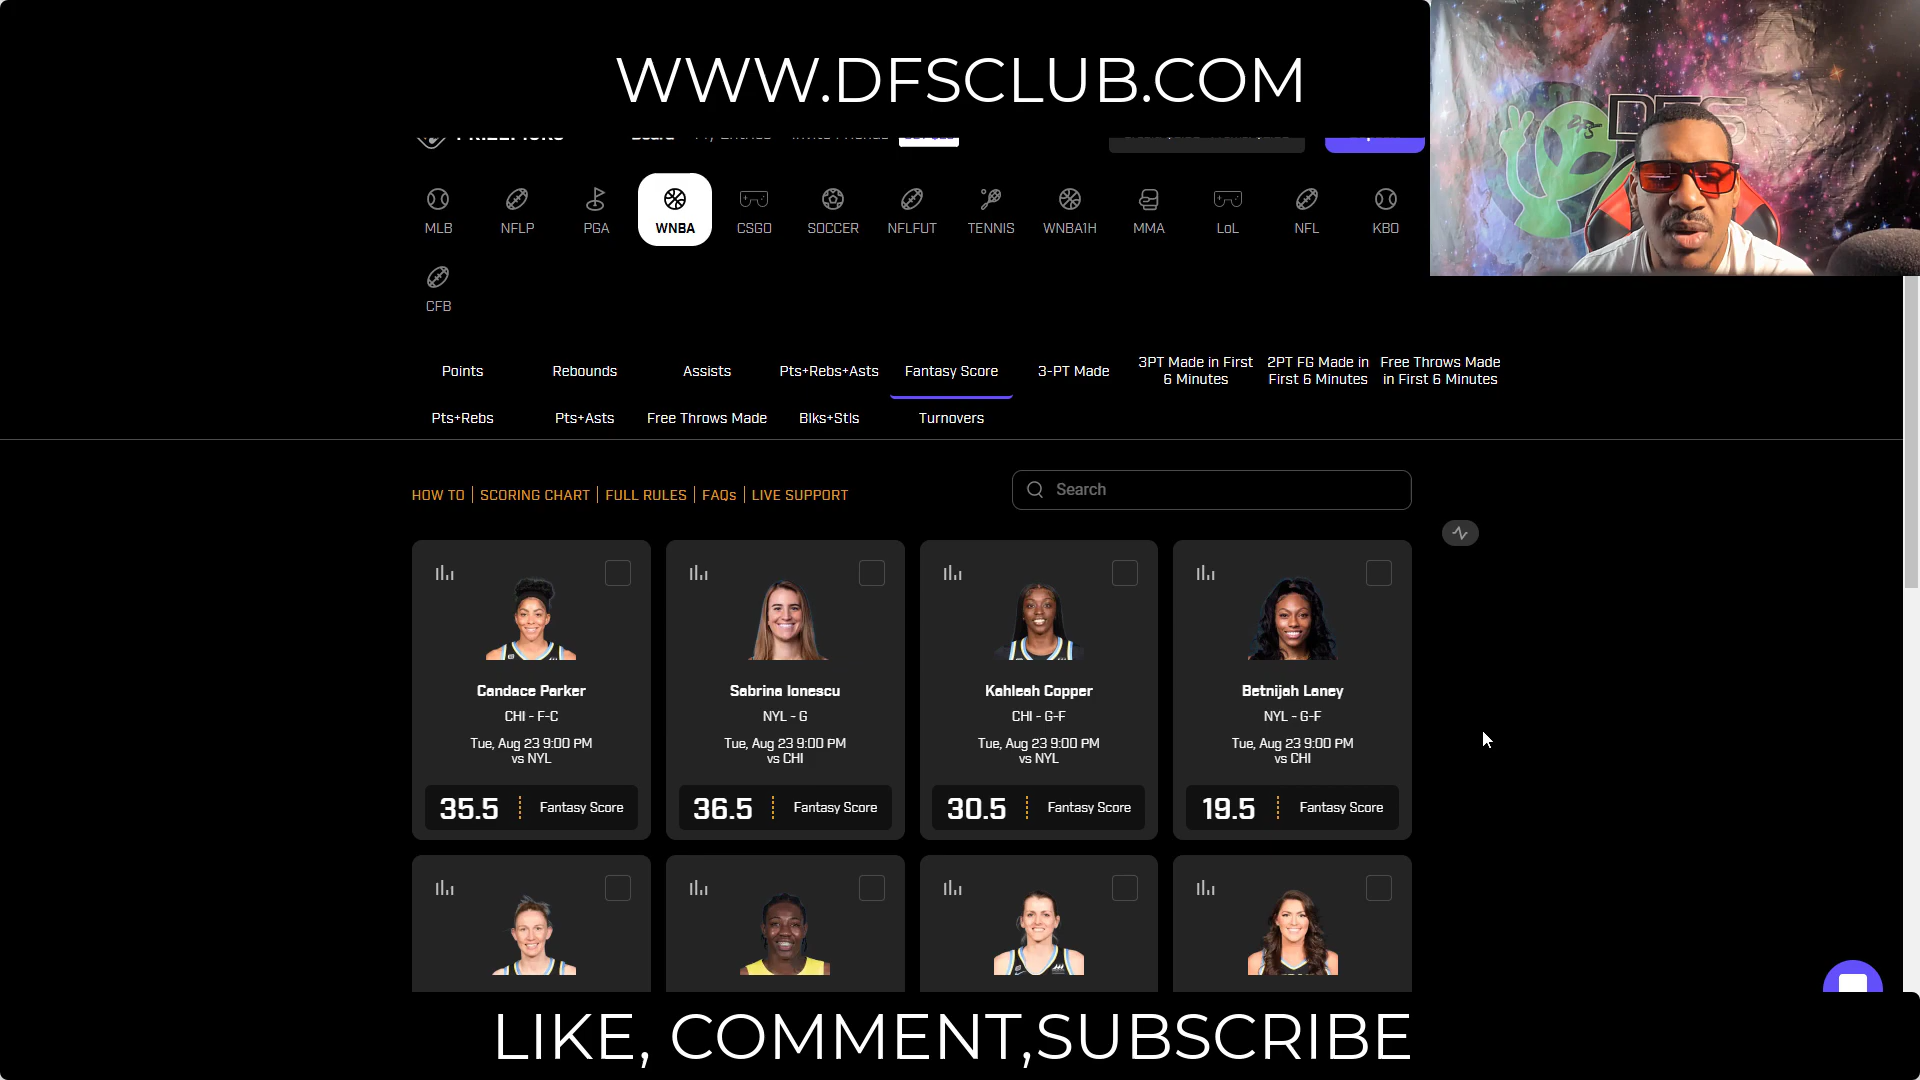 WWW.DFSCLUB.COM
DFS
MLB
NFLP
PGA
WNBA
CSGO
SOCCER
NFLFUT
TENNIS
WNBA1H
MMA
LoL
NFL
KBO
CFB
Points
Rebounds
Assists
Pts+Rebs+Asts
Fantasy Score
3-PT Made
3PT Made in First
6 Minutes
2PT FG Made in
First 6 Minutes
Free Throws Made
in First 6 Minutes
Pts+Rebs
Pts+Asts
Free Throws Made
Blks+Stls
Turnovers
HOW TO | SCORING CHART | FULL RULES | FAQs | LIVE SUPPORT
Search
Candace Parker
CHI - F-C
Tue, Aug 23 9:00 PM
vs NYL
35.5 Fantasy Score
Sabrina Ionescu
NYL - G
Tue, Aug 23 9:00 PM
vs CHI
36.5 Fantasy Score
Kahleah Copper
CHI - G-F
Tue, Aug 23 9:00 PM
vs NYL
30.5 Fantasy Score
Betnijah Laney
NYL - G-F
Tue, Aug 23 9:00 PM
vs CHI
19.5 Fantasy Score
LIKE, COMMENT,SUBSCRIBE